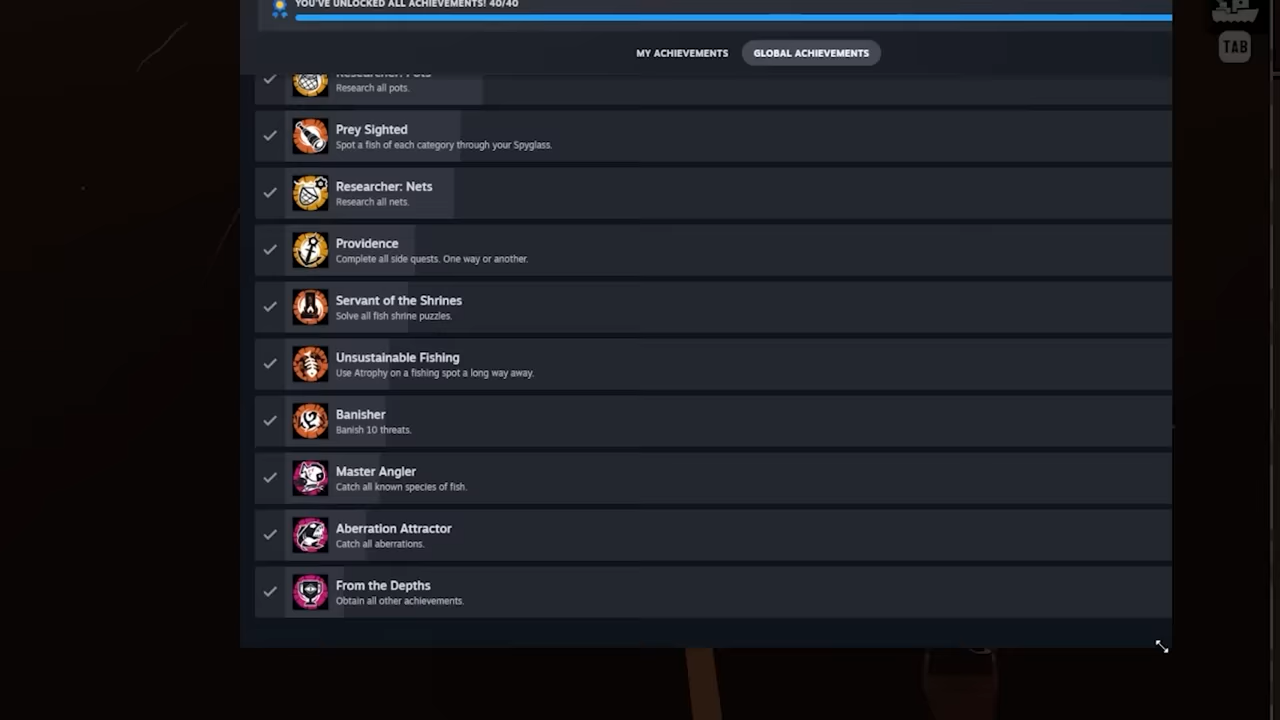 YOU'VE UNLOCKED ALL ACHIEVEMENTS! 40/40
TAB
MY ACHIEVEMENTS GLOBAL ACHIEVEMENTS
Researcher: Pots
Research all pots.
Prey Sighted
Spot a fish of each category through your Spyglass.
Researcher: Nets
Research all nets.
Providence
Complete all side quests. One way or another.
Servant of the Shrines
Solve all fish shrine puzzles.
Unsustainable Fishing
Use Atrophy on a fishing spot a long way away.
Banisher
Banish 10 threats.
Master Angler
Catch all known species of fish.
Aberration Attractor
Catch all aberrations.
From the Depths
Obtain all other achievements.